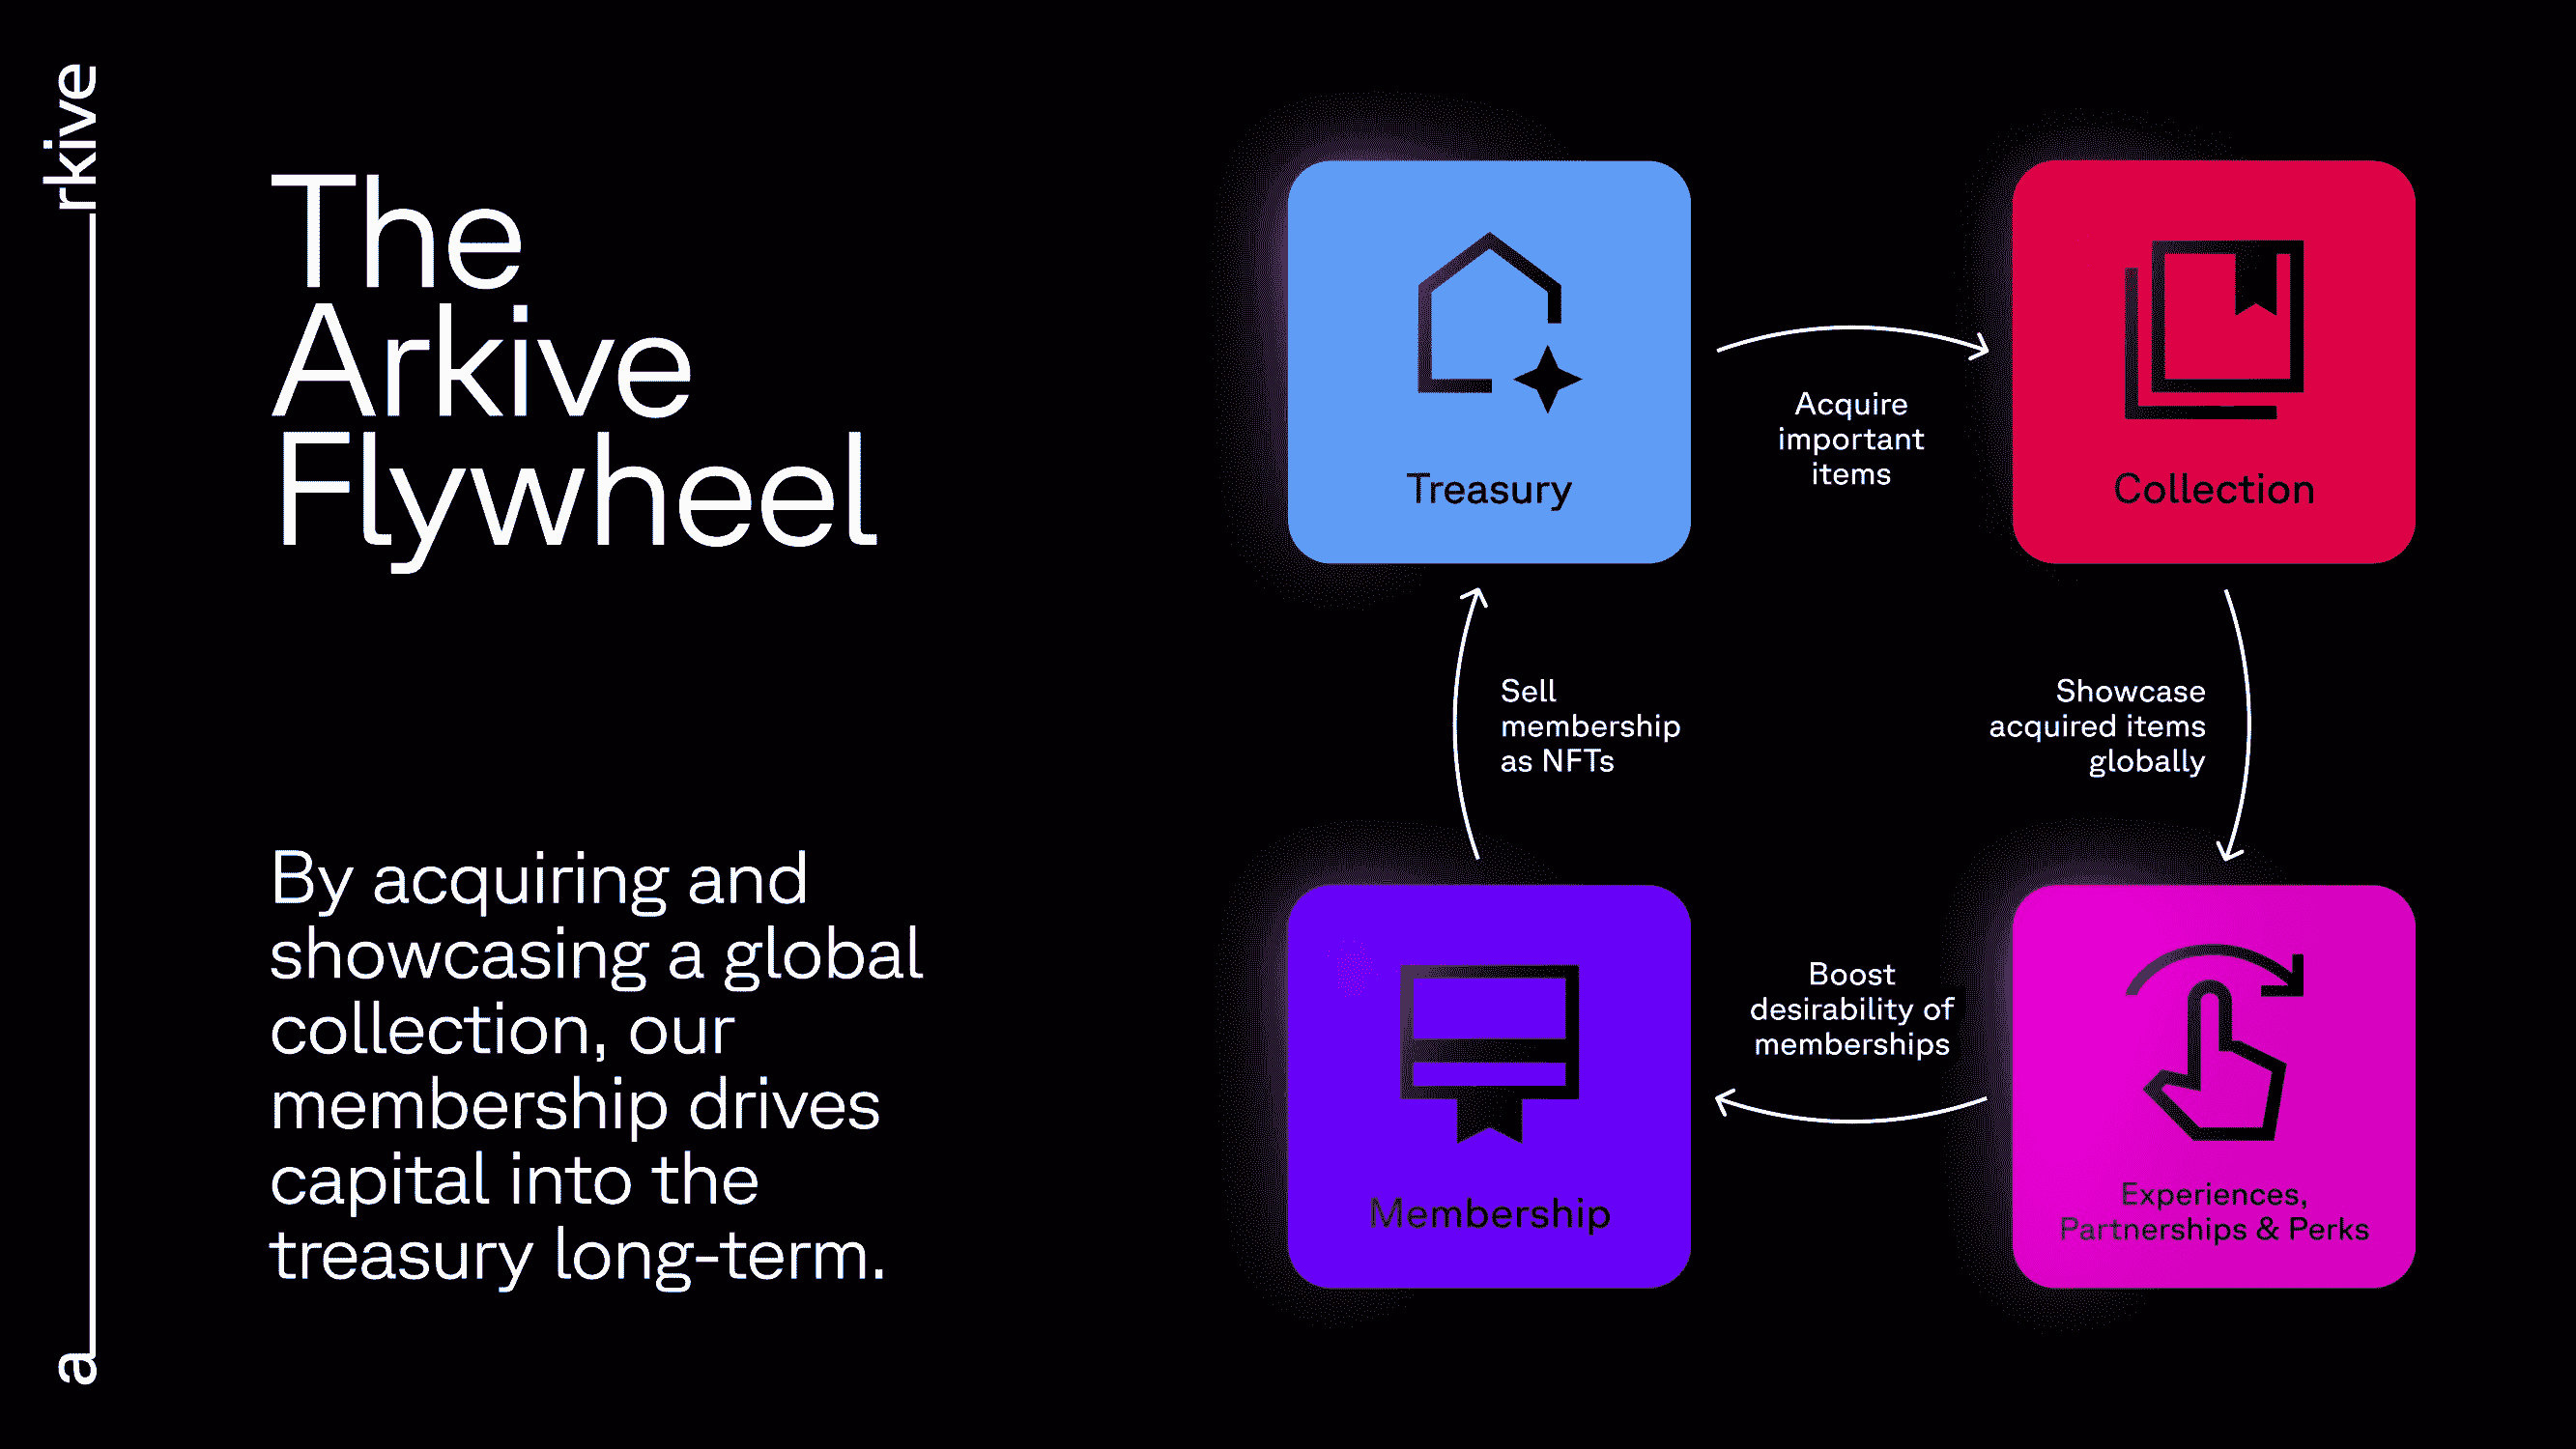 a_rkive
The
Arkive
Flywheel
By acquiring and
showcasing a global
collection, our
membership drives
capital into the
treasury long-term.
Treasury
Acquire
important
items
Collection
Showcase
acquired items
globally
Experiences,
Partnerships & Perks
Boost
desirability of
memberships
Membership
Sell
membership
as NFTs